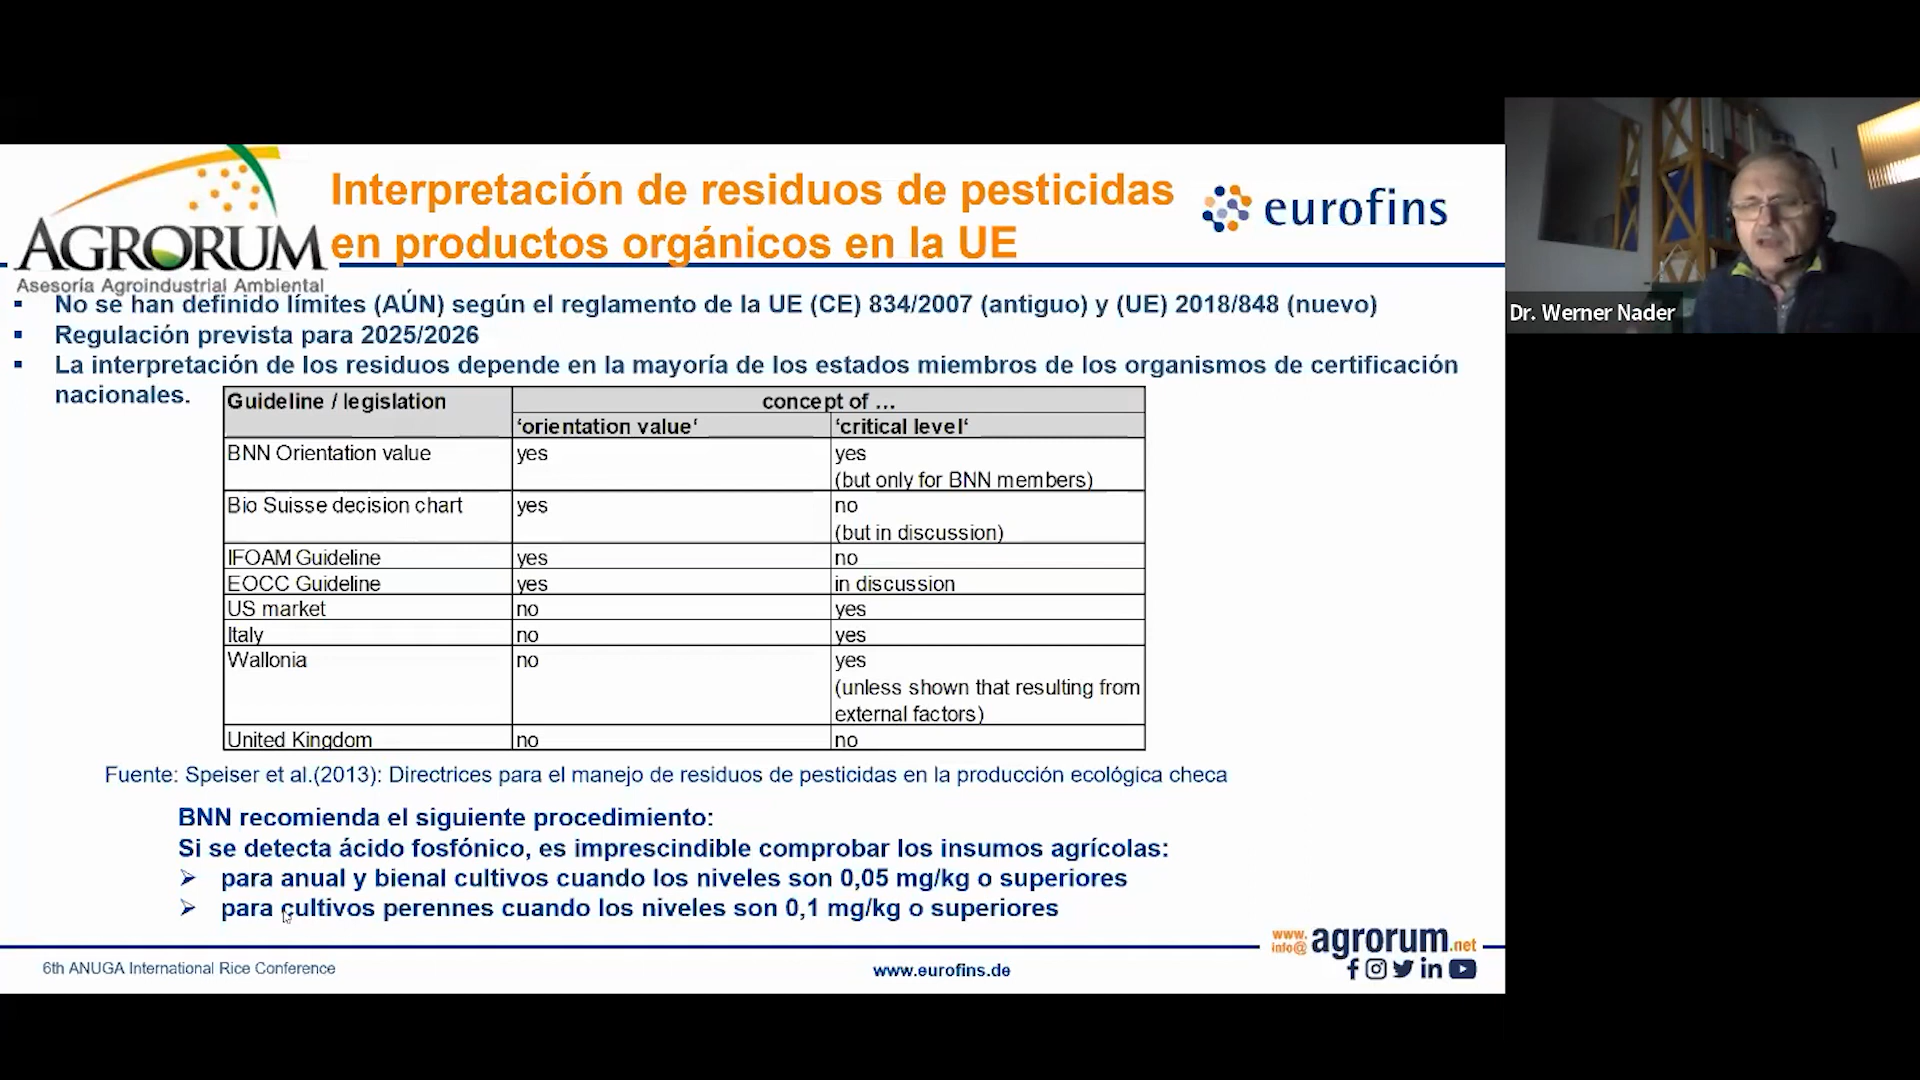 AGRORUM
Asesoría Agroindustrial Ambiental
Interpretación de residuos de pesticidas
en productos orgánicos en la UE
eurofins
Dr. Werner Nader
▪ No se han definido límites (AÚN) según el reglamento de la UE (CE) 834/2007 (antiguo) y (UE) 2018/848 (nuevo)
▪ Regulación prevista para 2025/2026
▪ La interpretación de los residuos depende en la mayoría de los estados miembros de los organismos de certificación
nacionales.
Guideline / legislation concept of ...
‘orientation value‘ ‘critical level‘
BNN Orientation value yes yes
(but only for BNN members)
Bio Suisse decision chart yes no
(but in discussion)
IFOAM Guideline yes no
EOCC Guideline yes in discussion
US market no yes
Italy no yes
Wallonia no yes
(unless shown that resulting from
external factors)
United Kingdom no no
Fuente: Speiser et al.(2013): Directrices para el manejo de residuos de pesticidas en la producción ecológica checa
BNN recomienda el siguiente procedimiento:
Si se detecta ácido fosfónico, es imprescindible comprobar los insumos agrícolas:
➢ para anual y bienal cultivos cuando los niveles son 0,05 mg/kg o superiores
➢ para cultivos perennes cuando los niveles son 0,1 mg/kg o superiores
6th ANUGA International Rice Conference
www.eurofins.de
www.
info@
agrorum.net